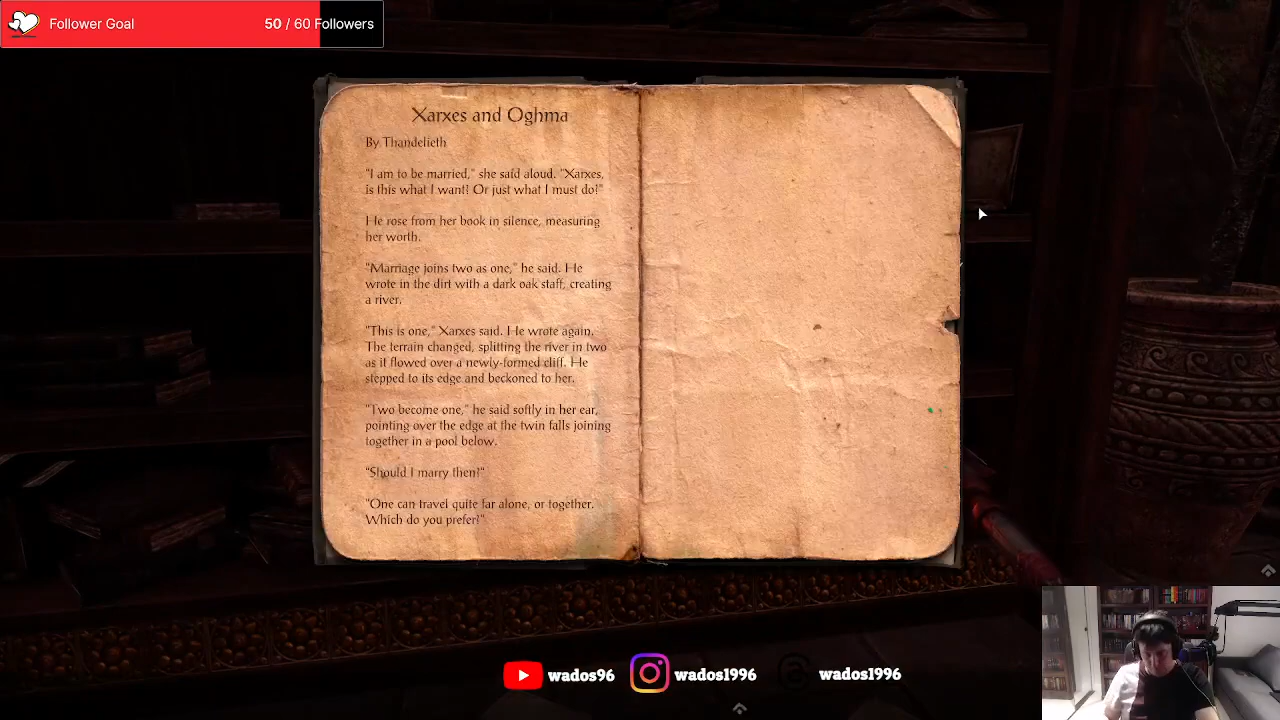 Follower Goal
50 / 60 Followers
Xarxes and Oghma
By Thandelieth
"I am to be married," she said aloud. "Xarxes,
is this what I want? Or just what I must do?"
He rose from her book in silence, measuring
her worth.
"Marriage joins two as one," he said. He
wrote in the dirt with a dark oak staff, creating
a river.
"This is one," Xarxes said. He wrote again.
The terrain changed, splitting the river in two
as it flowed over a newly-formed cliff. He
stepped to its edge and beckoned to her.
"Two become one," he said softly in her ear,
pointing over the edge at the twin falls joining
together in a pool below.
"Should I marry then?"
"One can travel quite far alone, or together.
Which do you prefer?"
wados96
wados1996
wados1996